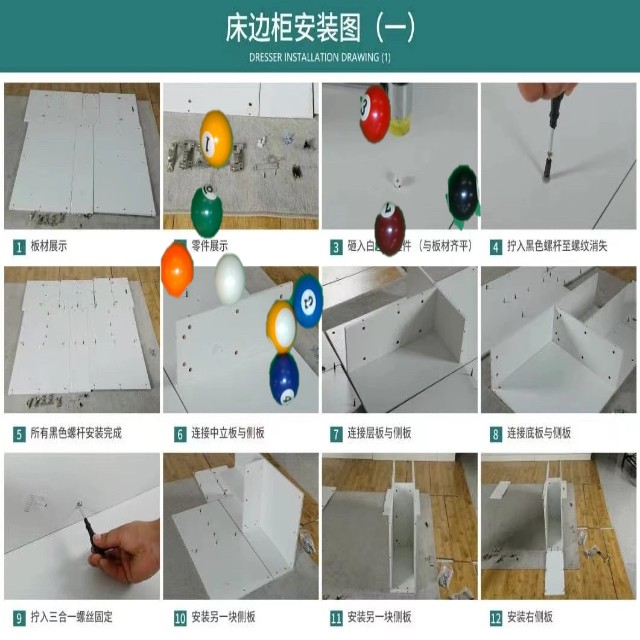 床边柜安装图（一）
DRESSER INSTALLATION DRAWING (1)
1 板材展示
零件展示
3 砸入白 件（与板材齐平）
4 拧入黑色螺杆至螺纹消失
5 所有黑色螺杆安装完成
6 连接中立板与侧板
7 连接层板与侧板
8 连接底板与侧板
9 拧入三合一螺丝固定
10 安装另一块侧板
11 安装另一块侧板
12 安装右侧板